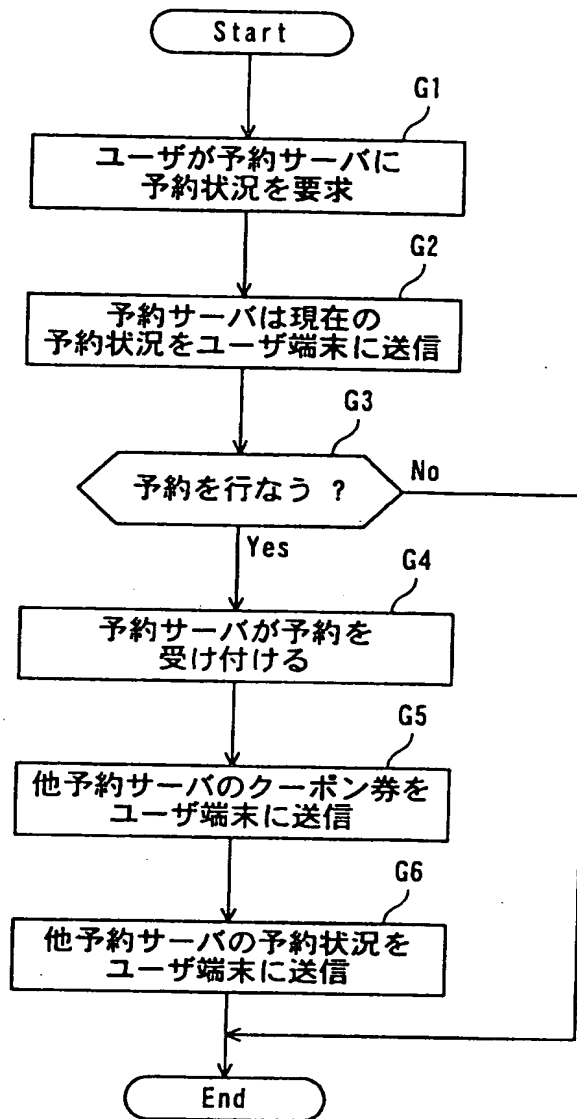 Start
G1
ユーザが予約サーバに
予約状況を要求
G2
予約サーバは現在の
予約状況をユーザ端末に送信
G3
予約を行なう ?
No
Yes
G4
予約サーバが予約を
受け付ける
G5
他予約サーバのクーポン券を
ユーザ端末に送信
G6
他予約サーバの予約状況を
ユーザ端末に送信
End